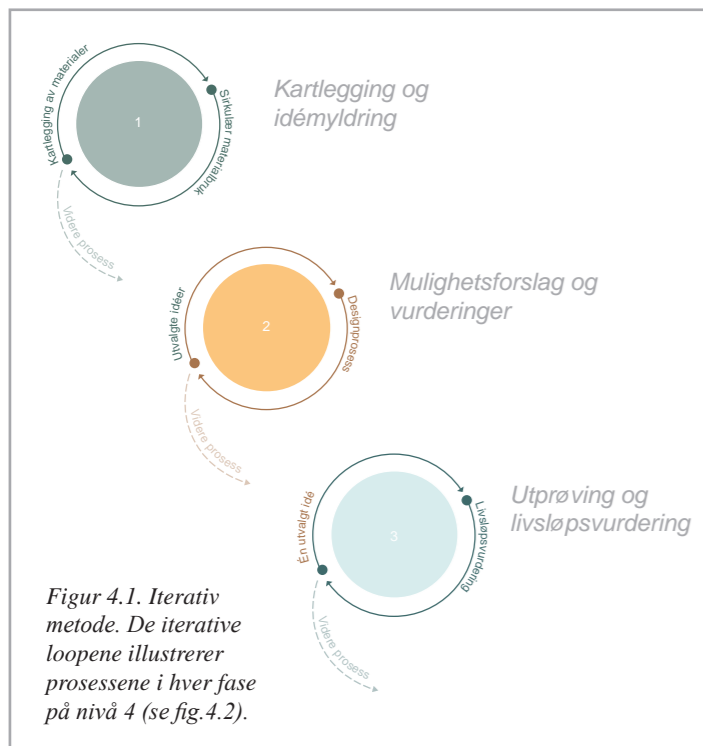 Kartlegging av materialer
1
Sirkulær materialbruk
Kartlegging og
idémyldring
Videre prosess
Utvalgte idéer
2
Designprosess
Mulighetsforslag og
vurderinger
Videre prosess
Én utvalgt idé
3
Livsløpsvurdering
Utprøving og
livsløpsvurdering
Videre prosess
Figur 4.1. Iterativ
metode. De iterative
loopene illustrerer
prosessene i hver fase
på nivå 4 (se fig.4.2).